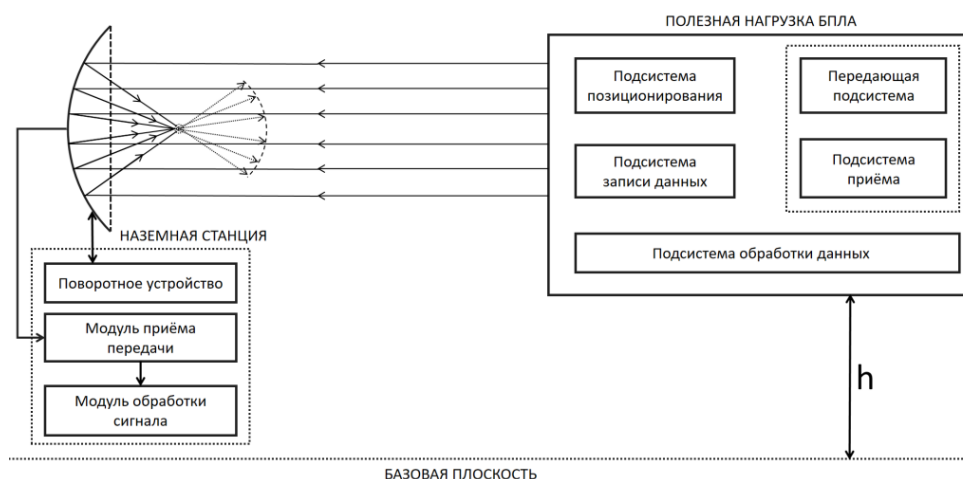 ПОЛЕЗНАЯ НАГРУЗКА БПЛА
Подсистема
позиционирования
Передающая
подсистема
Подсистема
записи данных
Подсистема
приёма
Подсистема обработки данных
НАЗЕМНАЯ СТАНЦИЯ
Поворотное устройство
Модуль приёма
передачи
Модуль обработки
сигнала
h
БАЗОВАЯ ПЛОСКОСТЬ